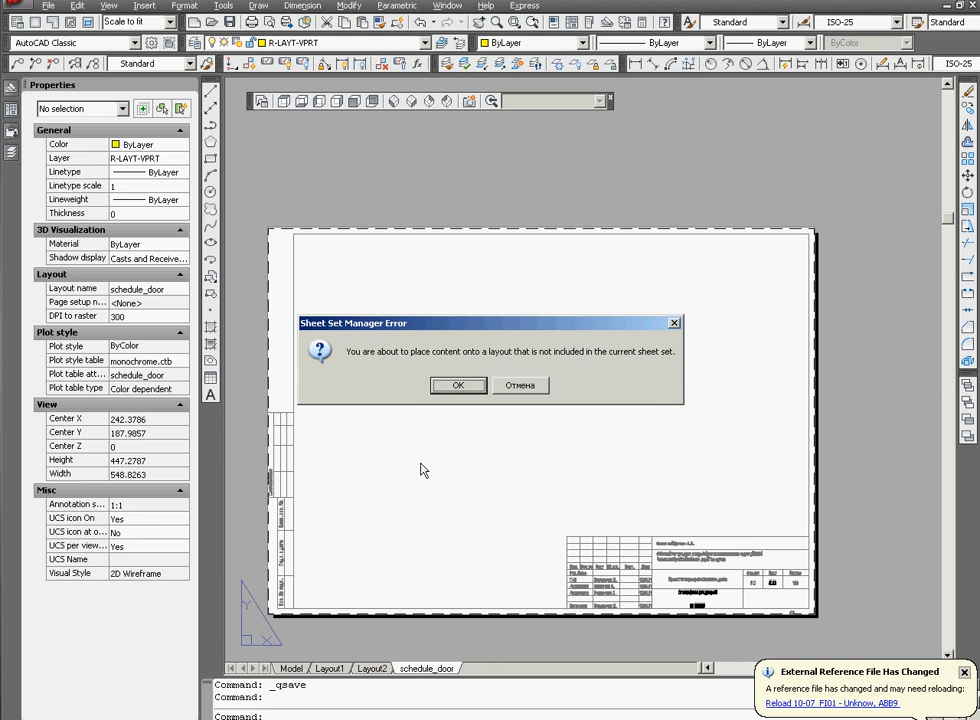 File Edit View Insert Format Tools Draw Dimension Modify Parametric Window Help Express
Scale to fit Standard ISO-25 Standard
AutoCAD Classic R-LAYT-VPRT ByLayer ByLayer ByLayer ByColor
Standard ISO-25
Properties
No selection
General
Color ByLayer
Layer R-LAYT-VPRT
Linetype ByLayer
Linetype scale 1
Lineweight ByLayer
Thickness 0
3D Visualization
Material ByLayer
Shadow display Casts and Receive...
Layout
Layout name schedule_door
Page setup n... <None>
DPI to raster 300
Plot style
Plot style ByColor
Plot style table monochrome.ctb
Plot table att... schedule_door
Plot table type Color dependent
View
Center X 242.3786
Center Y 187.9857
Center Z 0
Height 447.2787
Width 548.8263
Misc
Annotation s... 1:1
UCS icon On Yes
UCS icon at o... No
UCS per view... Yes
UCS Name
Visual Style 2D Wireframe
Sheet Set Manager Error
You are about to place content onto a layout that is not included in the current sheet set.
OK Отмена
Y
X
Model Layout1 Layout2 schedule_door
Command: _qsave
Command:
Command:
External Reference File Has Changed
A reference file has changed and may need reloading:
Reload 10-07_FI01 - Unknow, ABB9